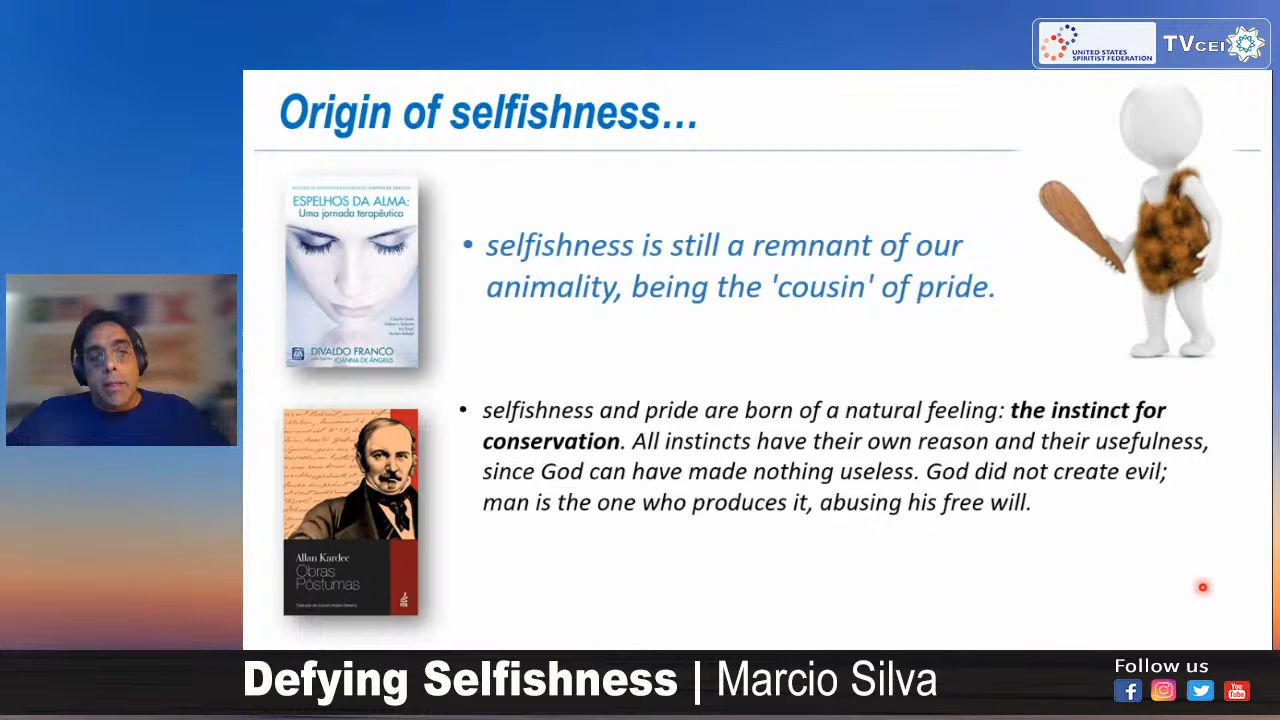 UNITED STATES
SPIRITIST FEDERATION
TVCEI
Origin of selfishness...
ESPELHOS DA ALMA:
Uma jornada terapêutica
DIVALDO FRANCO
JOANNA DE ÂNGELIS
• selfishness is still a remnant of our
animality, being the 'cousin' of pride.
Allan Kardec
Obras
Póstumas
FEB
• selfishness and pride are born of a natural feeling: the instinct for
conservation. All instincts have their own reason and their usefulness,
since God can have made nothing useless. God did not create evil;
man is the one who produces it, abusing his free will.
Defying Selfishness | Marcio Silva
Follow us
You
Tube